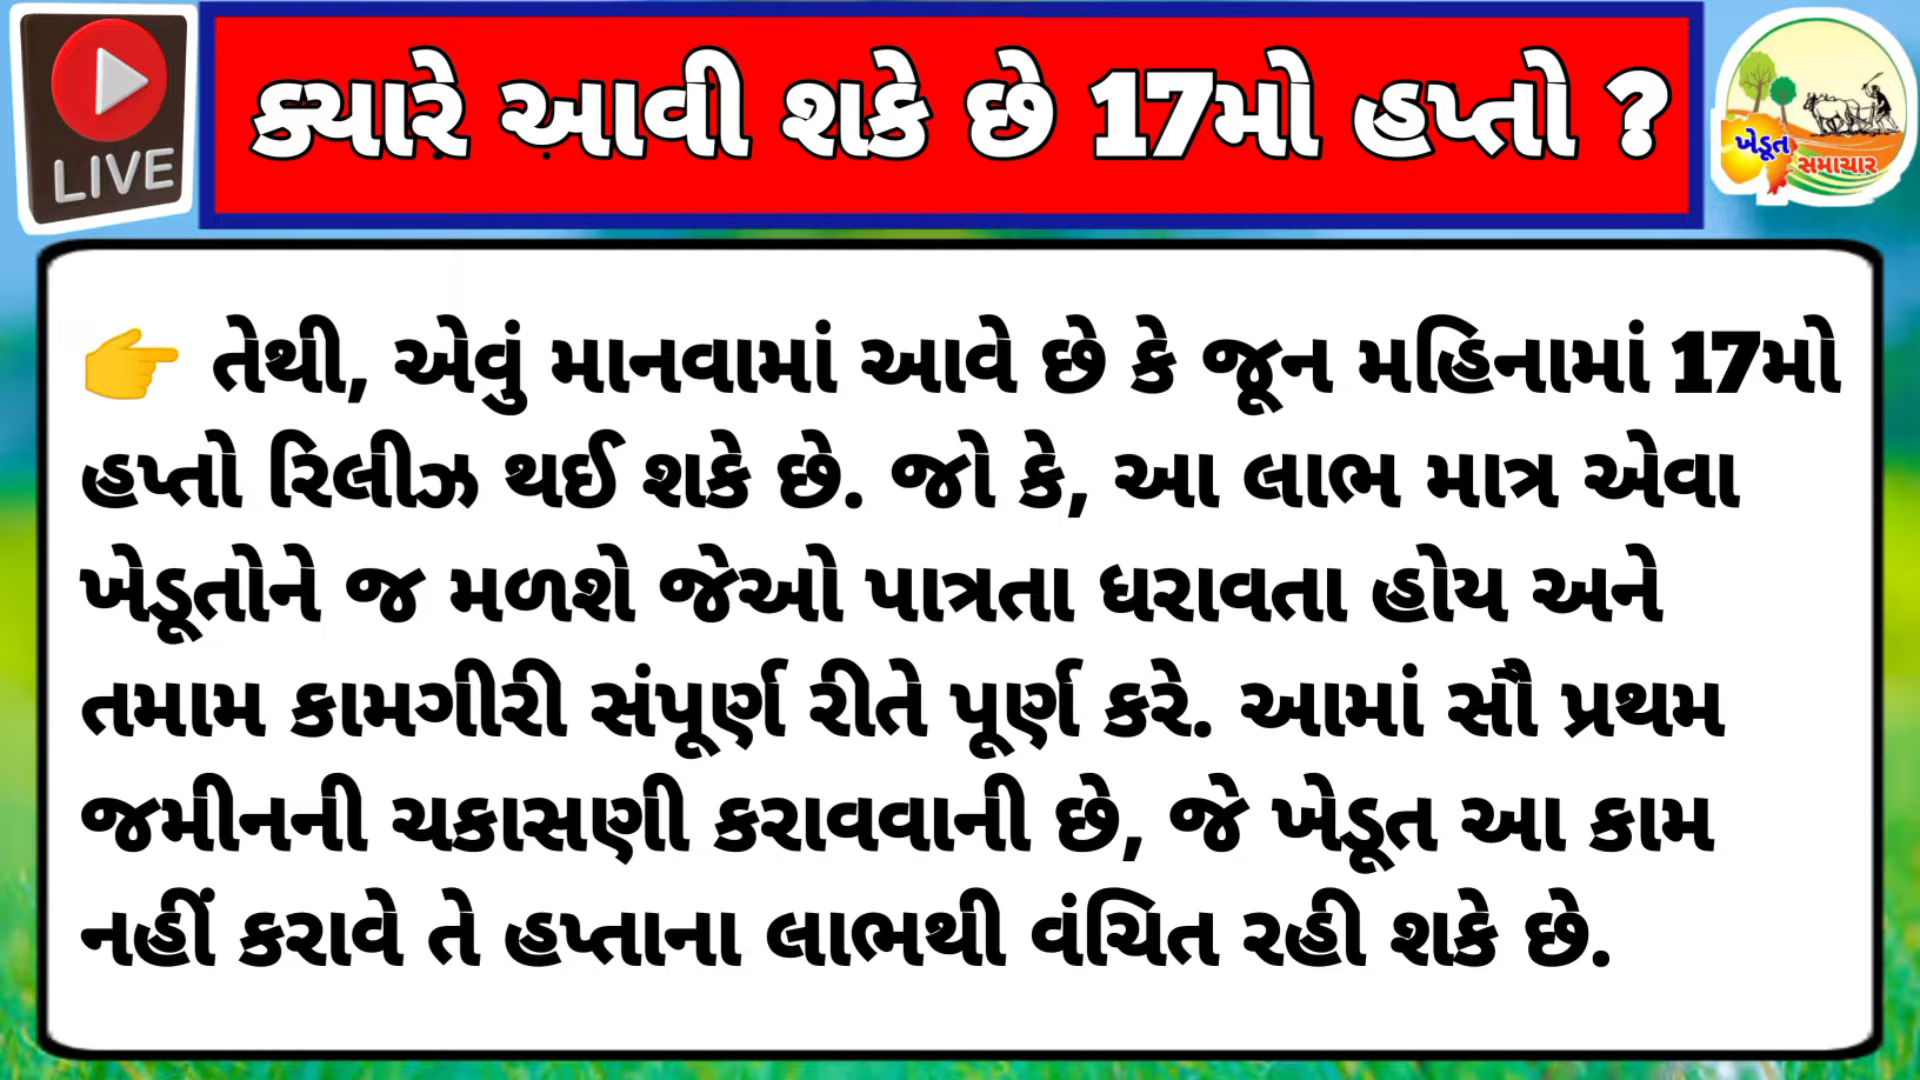 LIVE
ક્યારે આવી શકે છે 17મો હપ્તો ?
ખેડૂત
સમાચાર
👉 તેથી, એવું માનવામાં આવે છે કે જૂન મહિનામાં 17મો
હપ્તો રિલીઝ થઈ શકે છે. જો કે, આ લાભ માત્ર એવા
ખેડૂતોને જ મળશે જેઓ પાત્રતા ધરાવતા હોય અને
તમામ કામગીરી સંપૂર્ણ રીતે પૂર્ણ કરે. આમાં સૌ પ્રથમ
જમીનની ચકાસણી કરાવવાની છે, જે ખેડૂત આ કામ
નહીં કરાવે તે હપ્તાના લાભથી વંચિત રહી શકે છે.